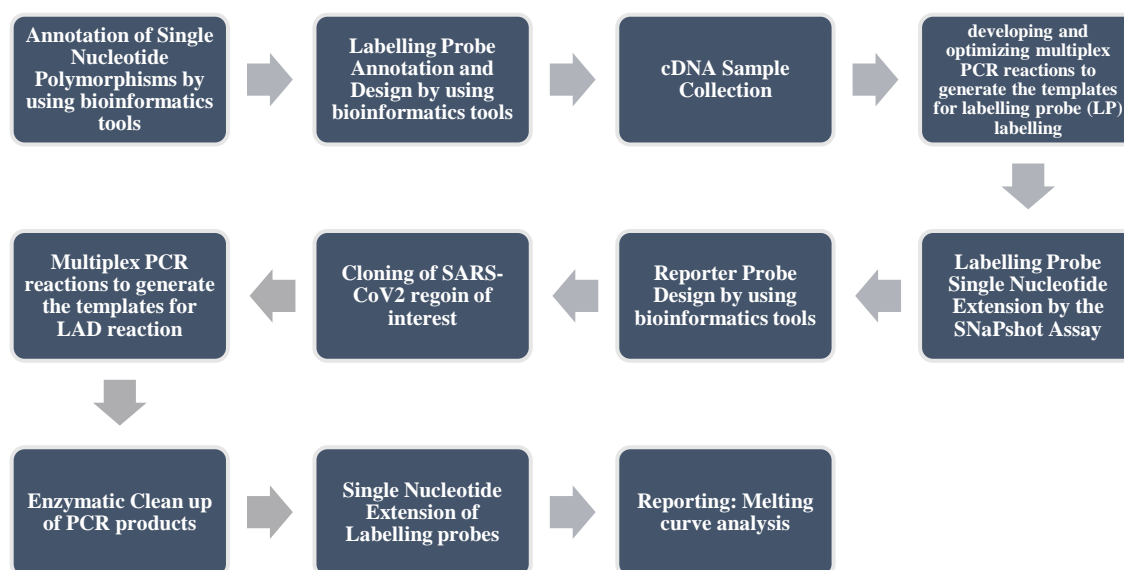 Annotation of Single
Nucleotide
Polymorphisms by
using bioinformatics
tools
Labelling Probe
Annotation and
Design by using
bioinformatics tools
cDNA Sample
Collection
developing and
optimizing multiplex
PCR reactions to
generate the templates
for labelling probe (LP)
labelling
Labelling Probe
Single Nucleotide
Extension by the
SNaPshot Assay
Reporter Probe
Design by using
bioinformatics tools
Cloning of SARS-
CoV2 regoin of
interest
Multiplex PCR
reactions to generate
the templates for
LAD reaction
Enzymatic Clean up
of PCR products
Single Nucleotide
Extension of
Labelling probes
Reporting: Melting
curve analysis